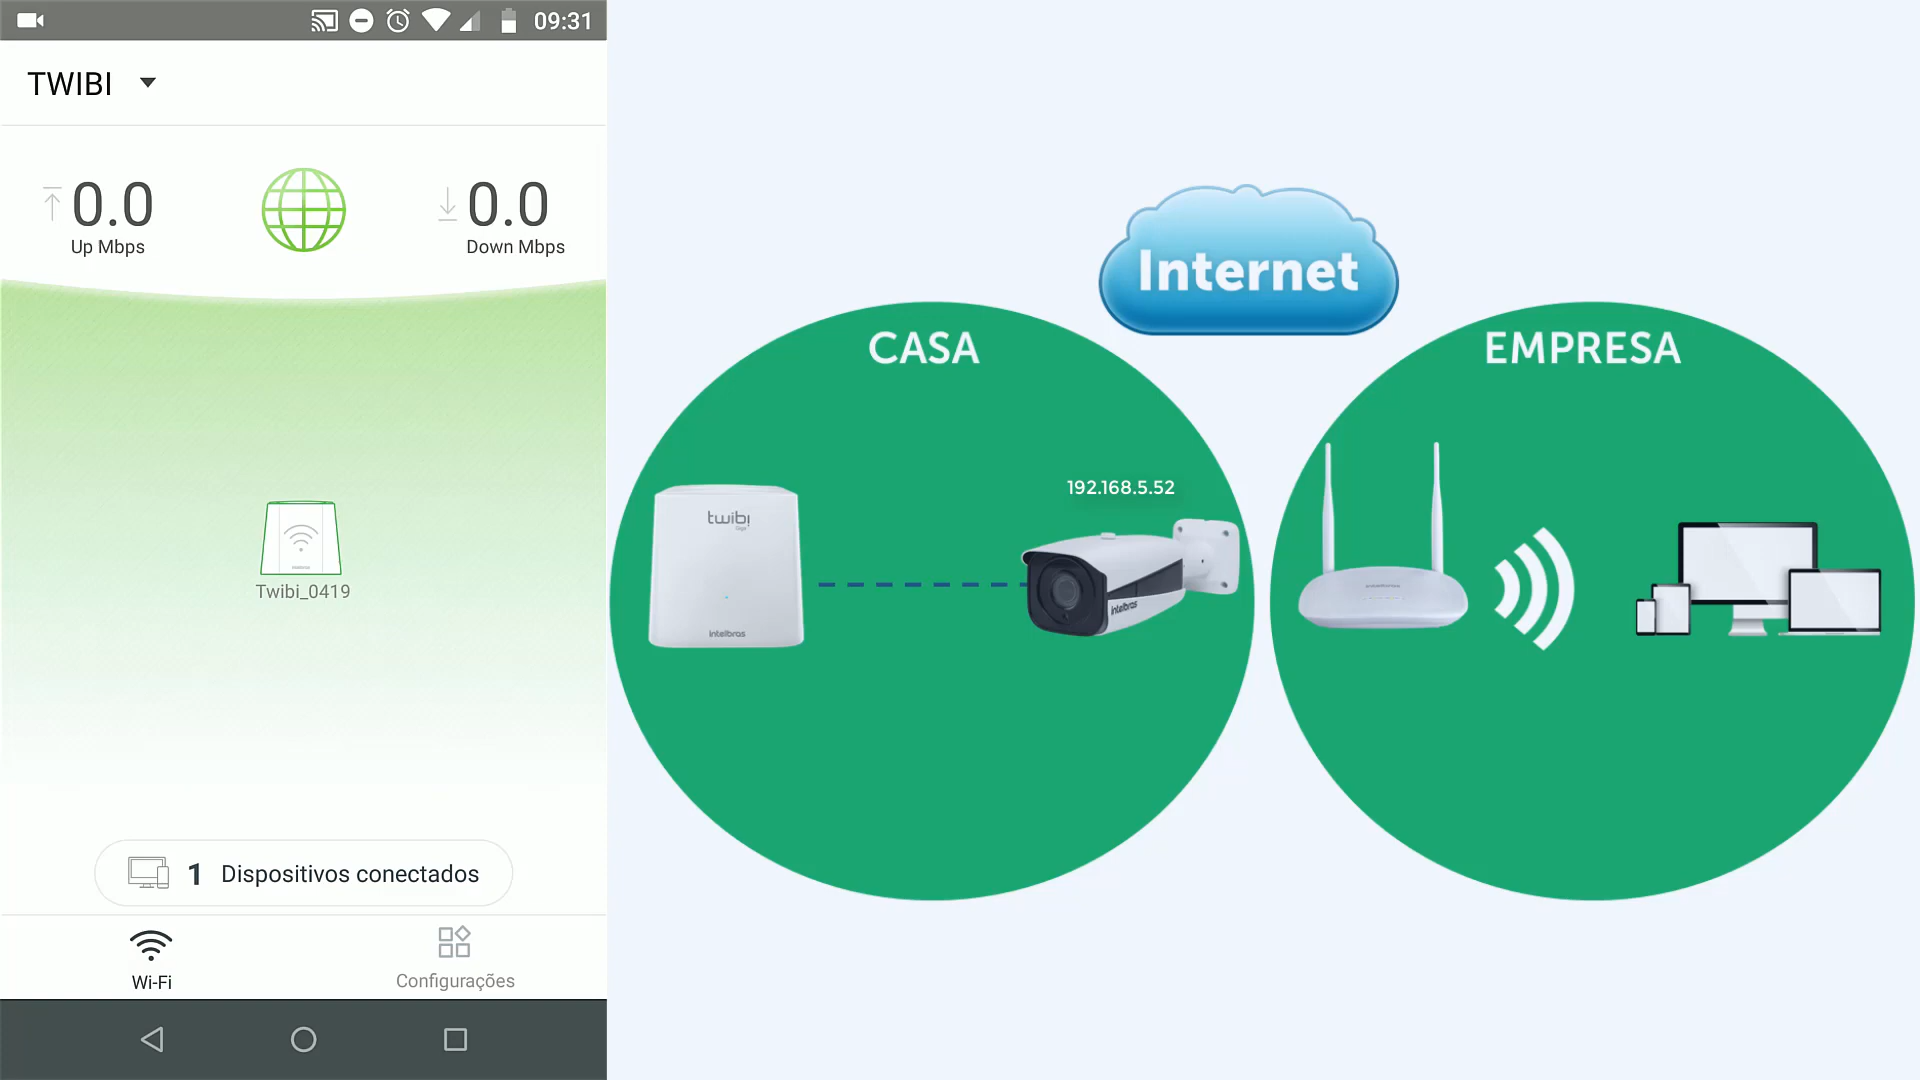 09:31
TWIBI
0.0
Up Mbps
0.0
Down Mbps
Twibi_0419
1 Dispositivos conectados
Wi-Fi
Configurações
Internet
CASA
EMPRESA
192.168.5.52
twibi
Giga
intelbras
intelbras